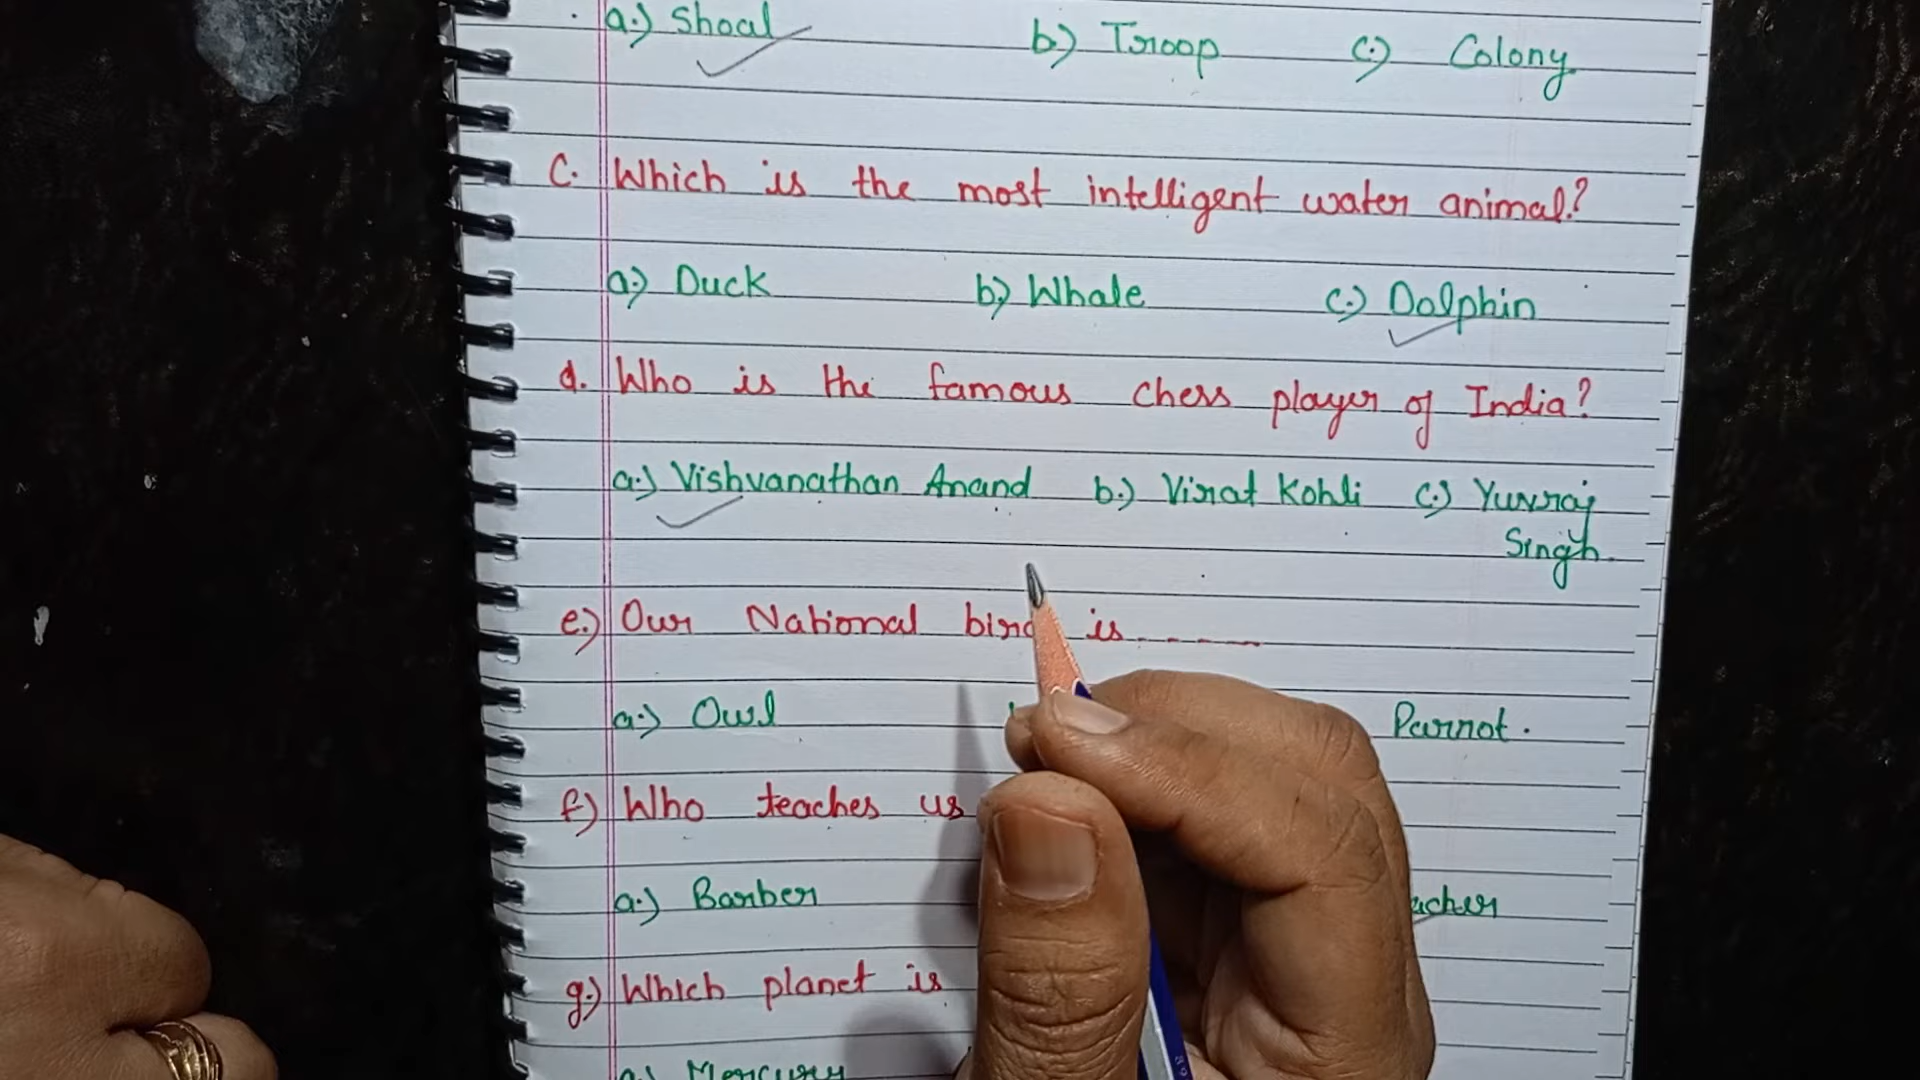 a.) Shoal b.) Troop c.) Colony
C. Which is the most intelligent water animal?
a.) Duck b.) Whale c.) Dolphin
d. Who is the famous chess player of India?
a.) Vishvanathan Anand b.) Virat Kohli c.) Yuvraj
Singh
e.) Our National bird is -----
a.) Owl Parrot.
f.) Who teaches us
a.) Barber acher
g.) Which planet is
a.) Mercury